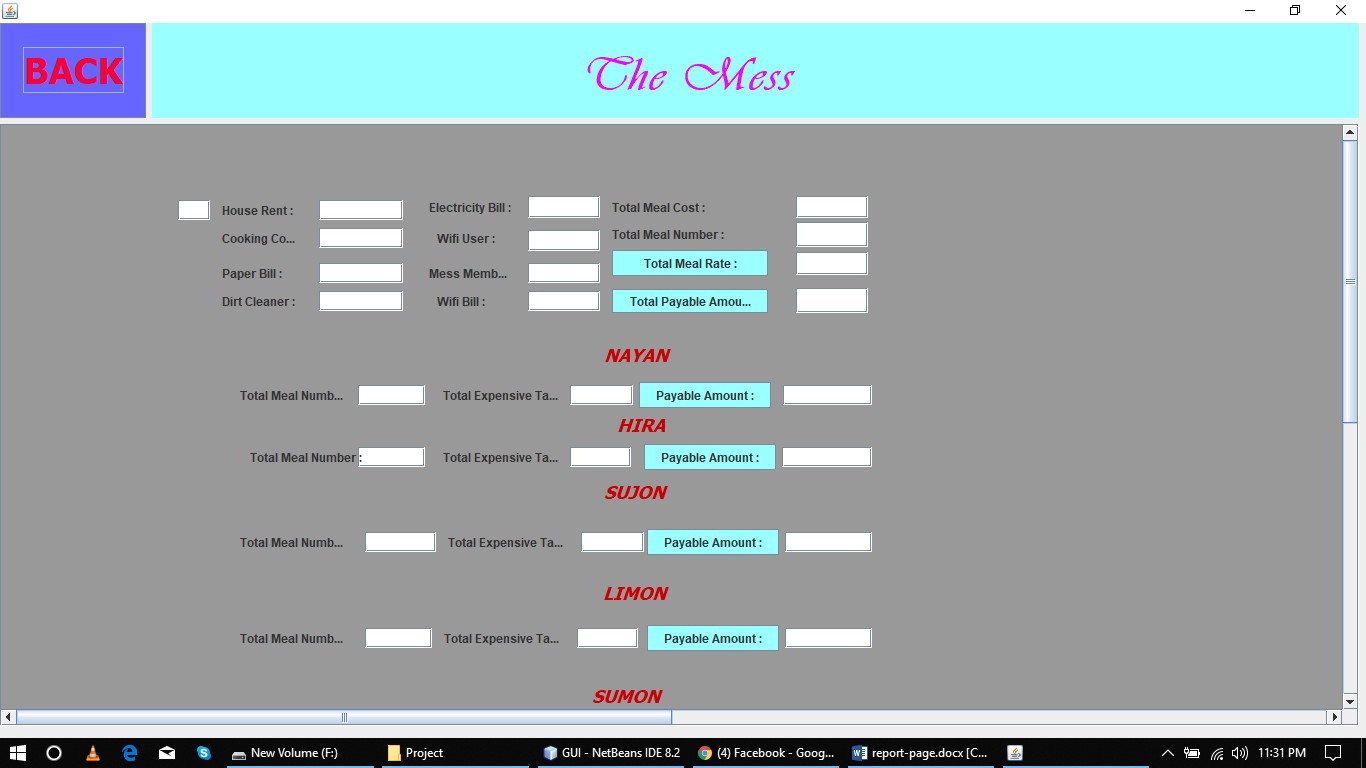 BACK
The Mess
House Rent : Electricity Bill : Total Meal Cost :
Cooking Co... Wifi User : Total Meal Number :
Total Meal Rate :
Paper Bill : Mess Memb...
Dirt Cleaner : Wifi Bill : Total Payable Amou...
NAYAN
Total Meal Numb... Total Expensive Ta... Payable Amount :
HIRA
Total Meal Number : Total Expensive Ta... Payable Amount :
SUJON
Total Meal Numb... Total Expensive Ta... Payable Amount :
LIMON
Total Meal Numb... Total Expensive Ta... Payable Amount :
SUMON
New Volume (F:) Project GUI - NetBeans IDE 8.2 (4) Facebook - Goog... report-page.docx [C... 11:31 PM